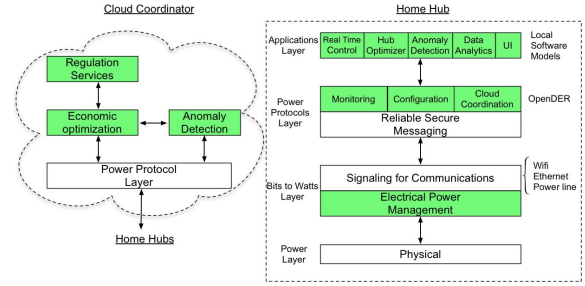 Cloud Coordinator
Regulation
Services
Economic
optimization
Anomaly
Detection
Power Protocol
Layer
Home Hubs
Home Hub
Applications
Layer
Real Time
Control
Hub
Optimizer
Anomaly
Detection
Data
Analytics
UI
Local
Software
Models
Power
Protocols
Layer
Monitoring
Configuration
Cloud
Coordination
OpenDER
Reliable Secure
Messaging
Bits to Watts
Layer
Signaling for Communications
Electrical Power
Management
Wifi
Ethernet
Power line
Power
Layer
Physical